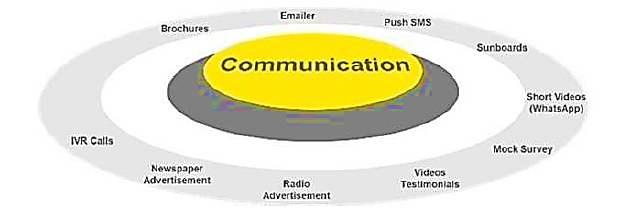 Emailer
Brochures
Push SMS
Sunboards
Communication
Short Videos
(WhatsApp)
IVR Calls
Mock Survey
Newspaper
Advertisement
Radio
Advertisement
Videos
Testimonials